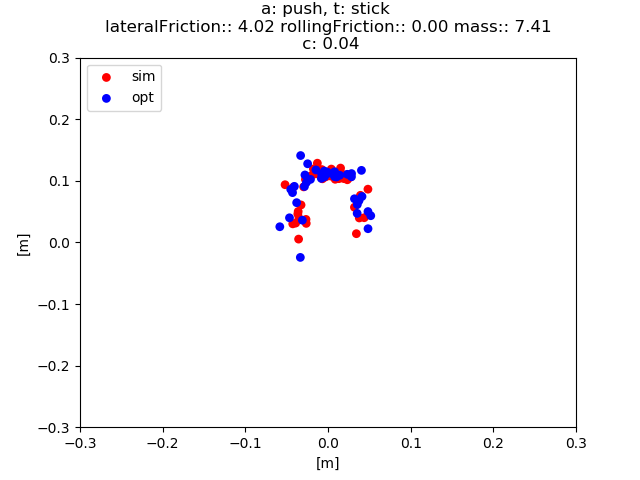 a: push, t: stick
lateralFriction:: 4.02 rollingFriction:: 0.00 mass:: 7.41
c: 0.04
sim
opt
0.3
0.2
0.1
0.0
−0.1
−0.2
−0.3
[m]
−0.3
−0.2
−0.1
0.0
0.1
0.2
0.3
[m]